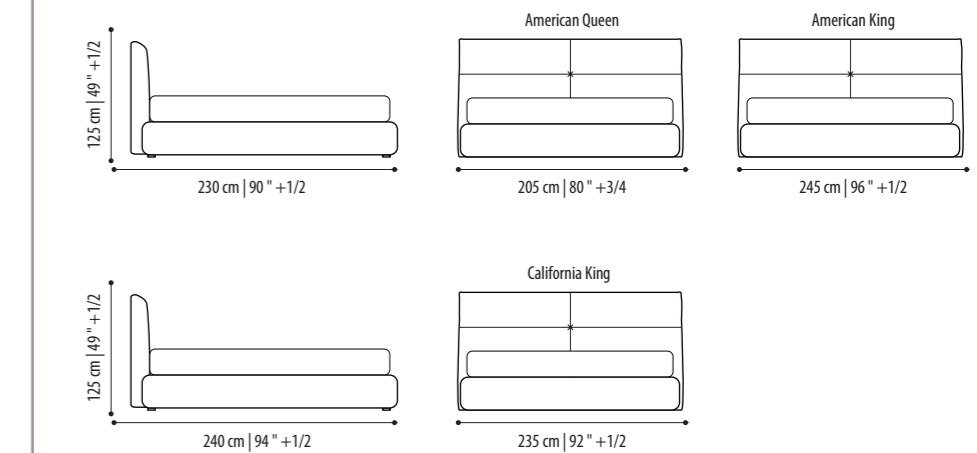 American Queen
American King
125 cm | 49 " +1/2
230 cm | 90 " +1/2
205 cm | 80 " +3/4
245 cm | 96 " +1/2
California King
125 cm | 49 " +1/2
240 cm | 94 " +1/2
235 cm | 92 " +1/2